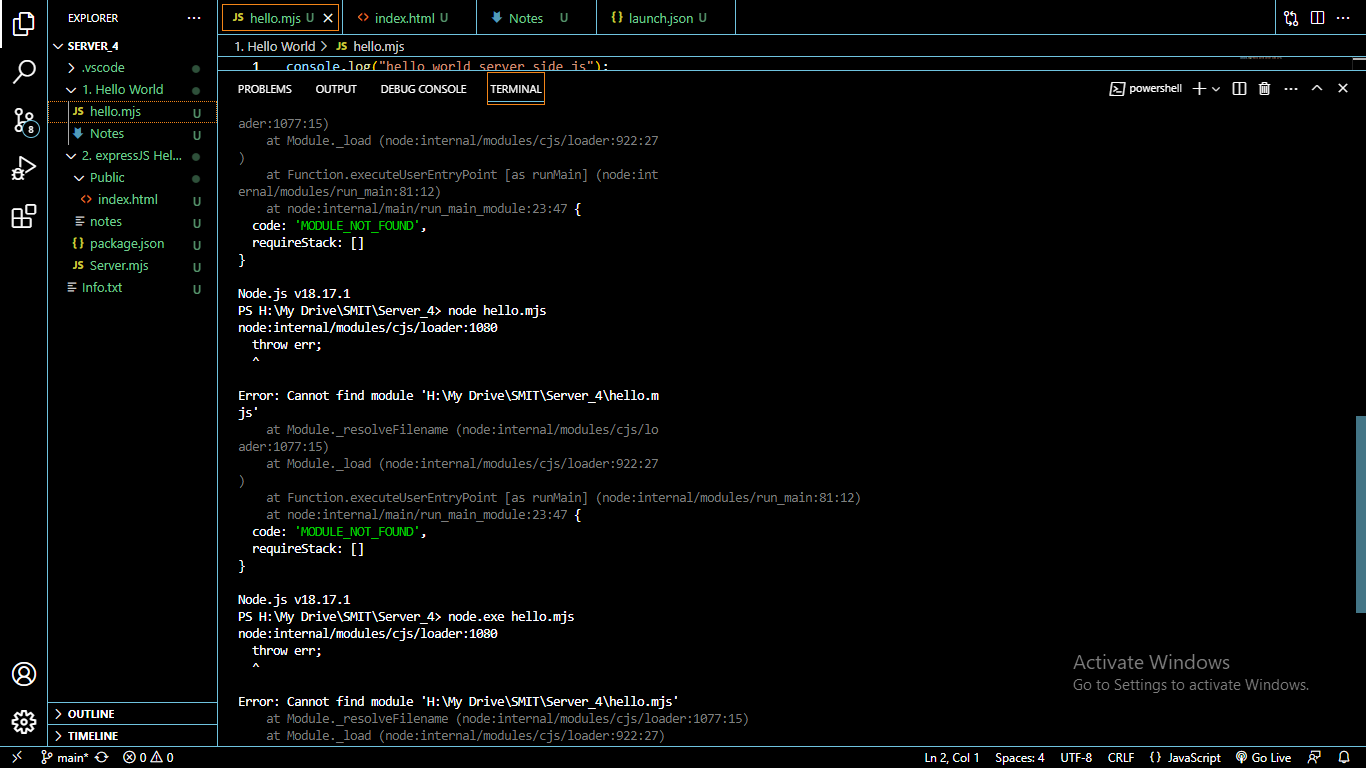 EXPLORER
SERVER_4
.vscode
1. Hello World
JS hello.mjs U
Notes U
2. expressJS Hel...
Public
<> index.html U
notes U
{} package.json U
JS Server.mjs U
Info.txt U
OUTLINE
TIMELINE
8
JS hello.mjs U
<> index.html U
Notes U
{} launch.json U
1. Hello World > JS hello.mjs
1 console.log("hello world server side js");
PROBLEMS OUTPUT DEBUG CONSOLE TERMINAL
powershell
ader:1077:15)
at Module._load (node:internal/modules/cjs/loader:922:27
)
at Function.executeUserEntryPoint [as runMain] (node:int
ernal/modules/run_main:81:12)
at node:internal/main/run_main_module:23:47 {
code: 'MODULE_NOT_FOUND',
requireStack: []
}
Node.js v18.17.1
PS H:\My Drive\SMIT\Server_4> node hello.mjs
node:internal/modules/cjs/loader:1080
throw err;
^
Error: Cannot find module 'H:\My Drive\SMIT\Server_4\hello.m
js'
at Module._resolveFilename (node:internal/modules/cjs/lo
ader:1077:15)
at Module._load (node:internal/modules/cjs/loader:922:27
)
at Function.executeUserEntryPoint [as runMain] (node:internal/modules/run_main:81:12)
at node:internal/main/run_main_module:23:47 {
code: 'MODULE_NOT_FOUND',
requireStack: []
}
Node.js v18.17.1
PS H:\My Drive\SMIT\Server_4> node.exe hello.mjs
node:internal/modules/cjs/loader:1080
throw err;
^
Error: Cannot find module 'H:\My Drive\SMIT\Server_4\hello.mjs'
at Module._resolveFilename (node:internal/modules/cjs/loader:1077:15)
at Module._load (node:internal/modules/cjs/loader:922:27)
Activate Windows
Go to Settings to activate Windows.
main* 0 0 Ln 2, Col 1 Spaces: 4 UTF-8 CRLF {} JavaScript Go Live